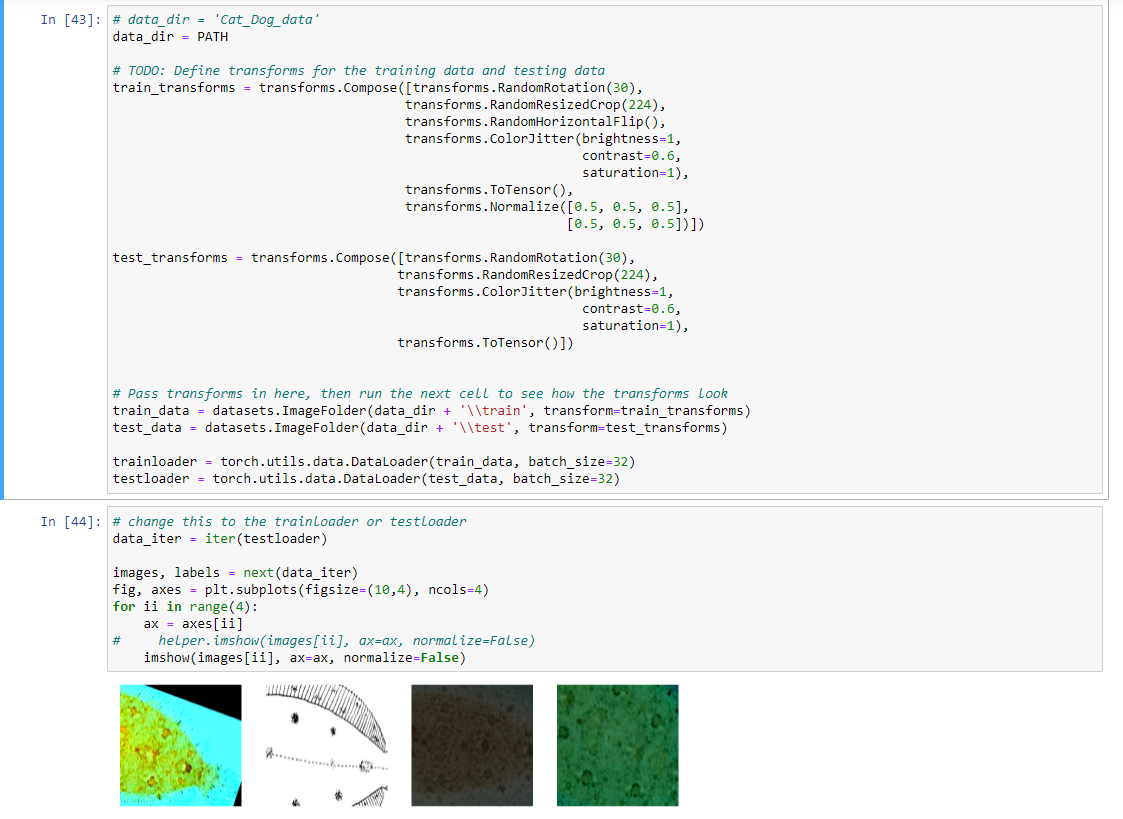 In [43]: # data_dir = 'Cat_Dog_data'
data_dir = PATH
# TODO: Define transforms for the training data and testing data
train_transforms = transforms.Compose([transforms.RandomRotation(30),
transforms.RandomResizedCrop(224),
transforms.RandomHorizontalFlip(),
transforms.ColorJitter(brightness=1,
contrast=0.6,
saturation=1),
transforms.ToTensor(),
transforms.Normalize([0.5, 0.5, 0.5],
[0.5, 0.5, 0.5])])
test_transforms = transforms.Compose([transforms.RandomRotation(30),
transforms.RandomResizedCrop(224),
transforms.ColorJitter(brightness=1,
contrast=0.6,
saturation=1),
transforms.ToTensor()])
# Pass transforms in here, then run the next cell to see how the transforms look
train_data = datasets.ImageFolder(data_dir + '\\train', transform=train_transforms)
test_data = datasets.ImageFolder(data_dir + '\\test', transform=test_transforms)
trainloader = torch.utils.data.DataLoader(train_data, batch_size=32)
testloader = torch.utils.data.DataLoader(test_data, batch_size=32)
In [44]: # change this to the trainloader or testloader
data_iter = iter(testloader)
images, labels = next(data_iter)
fig, axes = plt.subplots(figsize=(10,4), ncols=4)
for ii in range(4):
ax = axes[ii]
# helper.imshow(images[ii], ax=ax, normalize=False)
imshow(images[ii], ax=ax, normalize=False)